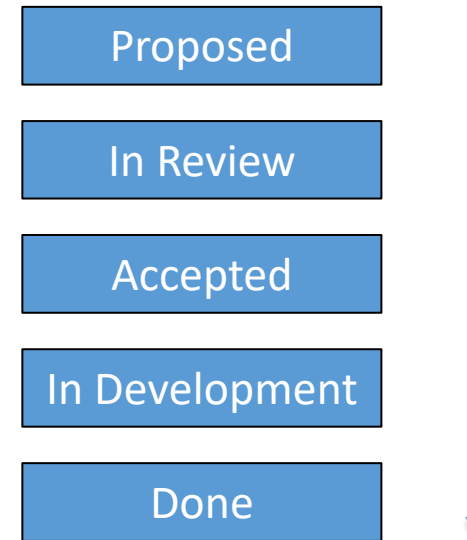 Proposed
In Review
Accepted
In Development
Done